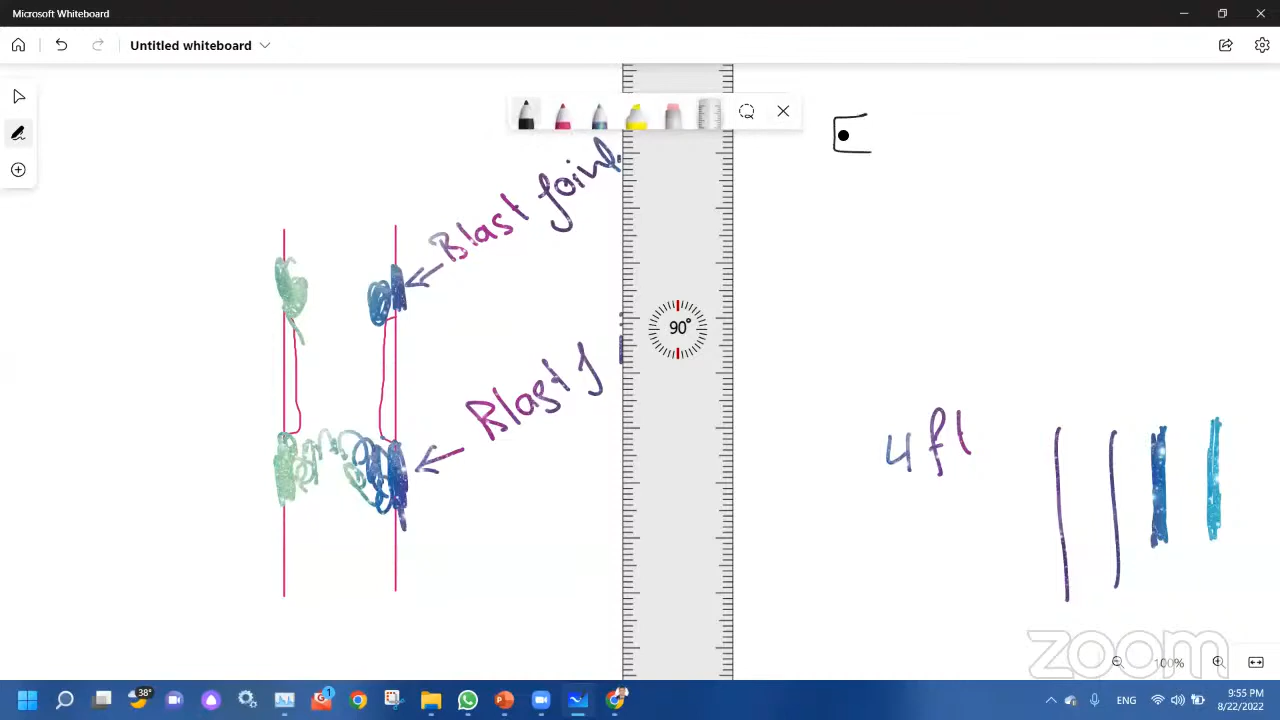 Microsoft Whiteboard
Untitled whiteboard
Blast Joint
90°
Blast J
4 ft
zoom
%
38°
1
ENG
9:55 PM
8/22/2022